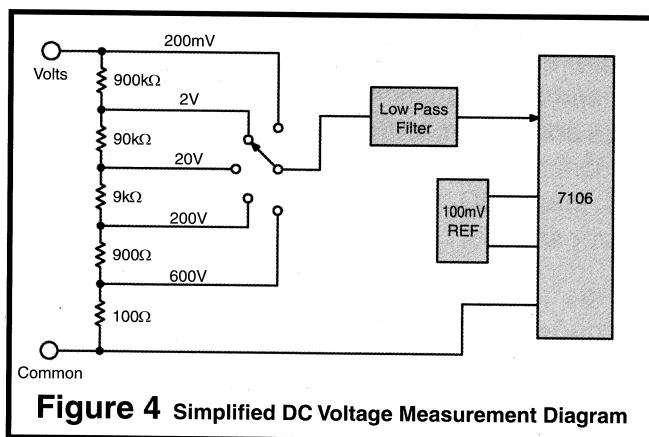 200mV
Volts
900kΩ
2V
Low Pass
Filter
90kΩ
20V
7106
9kΩ
100mV
REF
200V
900Ω
600V
100Ω
Common
Figure 4 Simplified DC Voltage Measurement Diagram